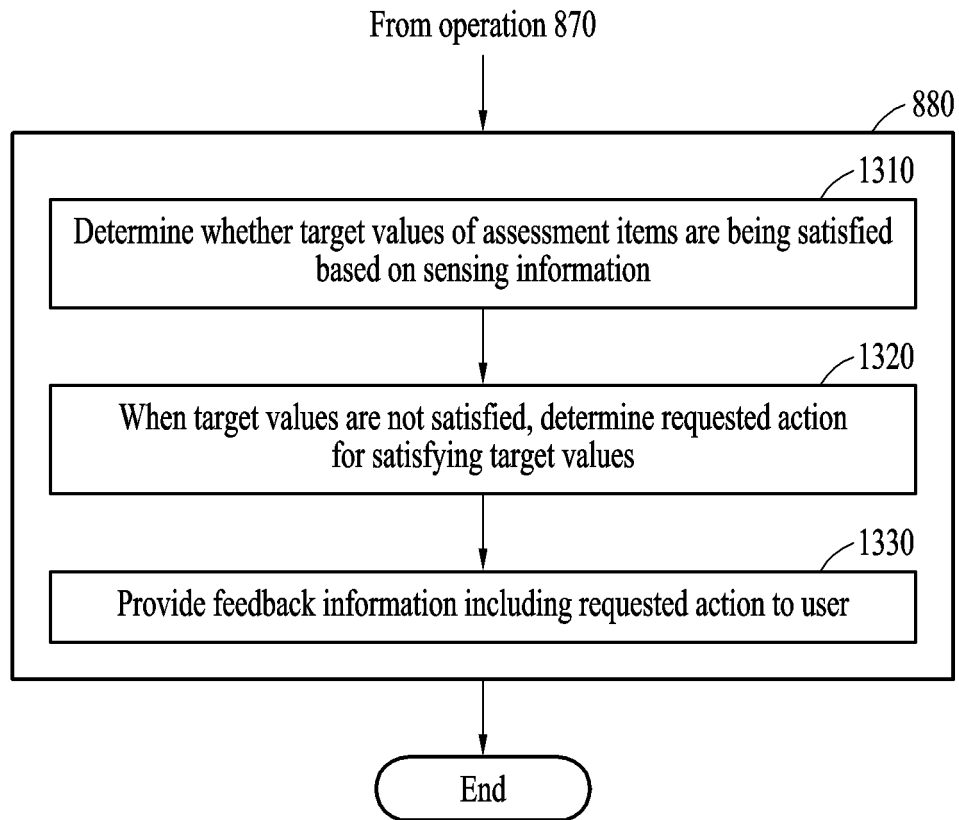 From operation 870
880
1310
Determine whether target values of assessment items are being satisfied
based on sensing information
1320
When target values are not satisfied, determine requested action
for satisfying target values
1330
Provide feedback information including requested action to user
End